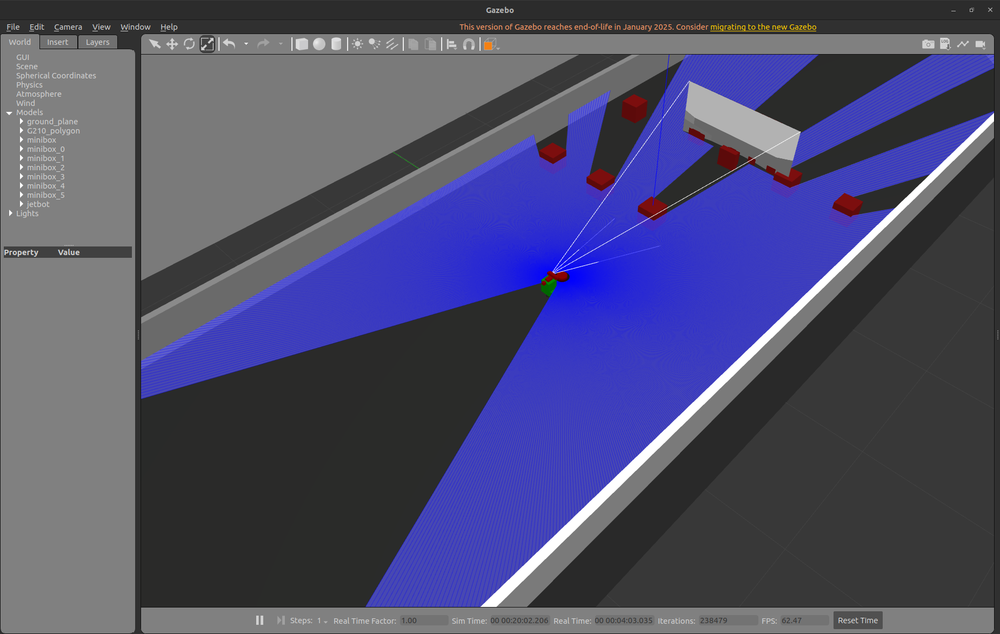 Gazebo
File Edit Camera View Window Help
This version of Gazebo reaches end-of-life in January 2025. Consider migrating to the new Gazebo
World Insert Layers
LOG
GUI
Scene
Spherical Coordinates
Physics
Atmosphere
Wind
Models
ground_plane
G210_polygon
minibox
minibox_0
minibox_1
minibox_2
minibox_3
minibox_4
minibox_5
jetbot
Lights
Property Value
Steps: 1 Real Time Factor: 1.00 Sim Time: 00 00:20:02.206 Real Time: 00 00:04:03.035 Iterations: 238479 FPS: 62.47 Reset Time